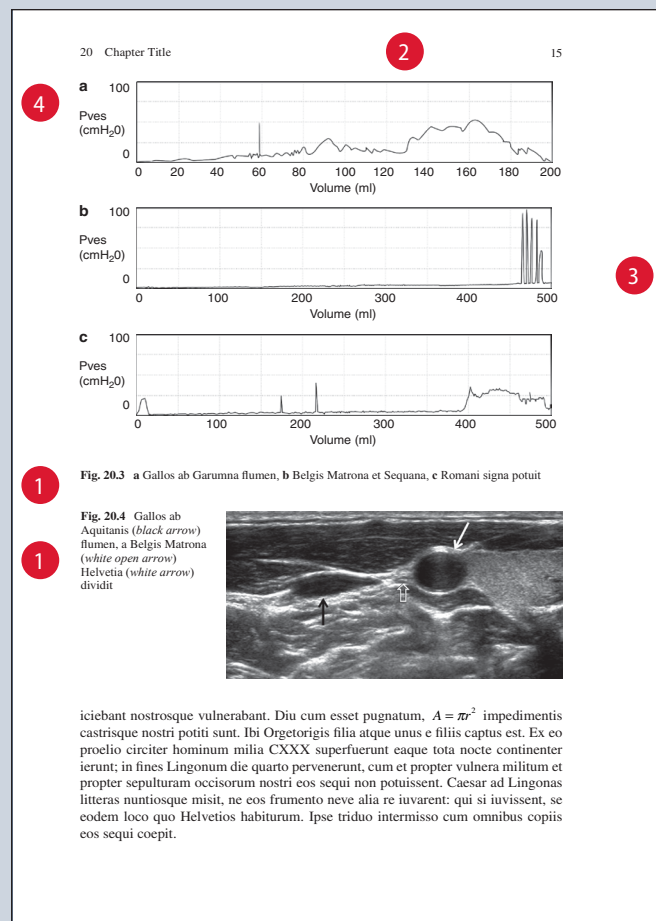 20 Chapter Title 2 15
4
a 100
Pves
(cmH20)
0
0 20 40 60 80 100 120 140 160 180 200
Volume (ml)
b 100
Pves
(cmH20)
0
0 100 200 300 400 500
Volume (ml)
3
c 100
Pves
(cmH20)
0
0 100 200 300 400 500
Volume (ml)
1
Fig. 20.3 a Gallos ab Garumna flumen, b Belgis Matrona et Sequana, c Romani signa potuit
1
Fig. 20.4 Gallos ab
Aquitanis (black arrow)
flumen, a Belgis Matrona
(white open arrow)
Helvetia (white arrow)
dividit
iciebant nostrosque vulnerabant. Diu cum esset pugnatum, A = πr² impedimentis
castrisque nostri potiti sunt. Ibi Orgetorigis filia atque unus e filiis captus est. Ex eo
proelio circiter hominum milia CXXX superfuerunt eaque tota nocte continenter
ierunt; in fines Lingonum die quarto pervenerunt, cum et propter vulnera militum et
propter sepulturam occisorum nostri eos sequi non potuissent. Caesar ad Lingonas
litteras nuntiosque misit, ne eos frumento neve alia re iuvarent: qui si iuvissent, se
eodem loco quo Helvetios habiturum. Ipse triduo intermisso cum omnibus copiis
eos sequi coepit.